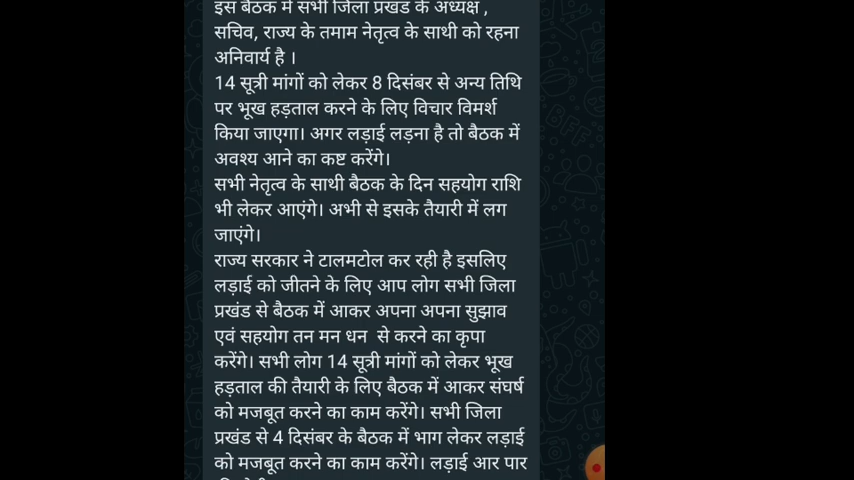 इस बैठक में सभी जिला प्रखंड के अध्यक्ष ,
सचिव, राज्य के तमाम नेतृत्व के साथी को रहना
अनिवार्य है ।
14 सूत्री मांगों को लेकर 8 दिसंबर से अन्य तिथि
पर भूख हड़ताल करने के लिए विचार विमर्श
किया जाएगा। अगर लड़ाई लड़ना है तो बैठक में
अवश्य आने का कष्ट करेंगे।
सभी नेतृत्व के साथी बैठक के दिन सहयोग राशि
भी लेकर आएंगे। अभी से इसके तैयारी में लग
जाएंगे।
राज्य सरकार ने टालमटोल कर रही है इसलिए
लड़ाई को जीतने के लिए आप लोग सभी जिला
प्रखंड से बैठक में आकर अपना अपना सुझाव
एवं सहयोग तन मन धन से करने का कृपा
करेंगे। सभी लोग 14 सूत्री मांगों को लेकर भूख
हड़ताल की तैयारी के लिए बैठक में आकर संघर्ष
को मजबूत करने का काम करेंगे। सभी जिला
प्रखंड से 4 दिसंबर के बैठक में भाग लेकर लड़ाई
को मजबूत करने का काम करेंगे। लड़ाई आर पार